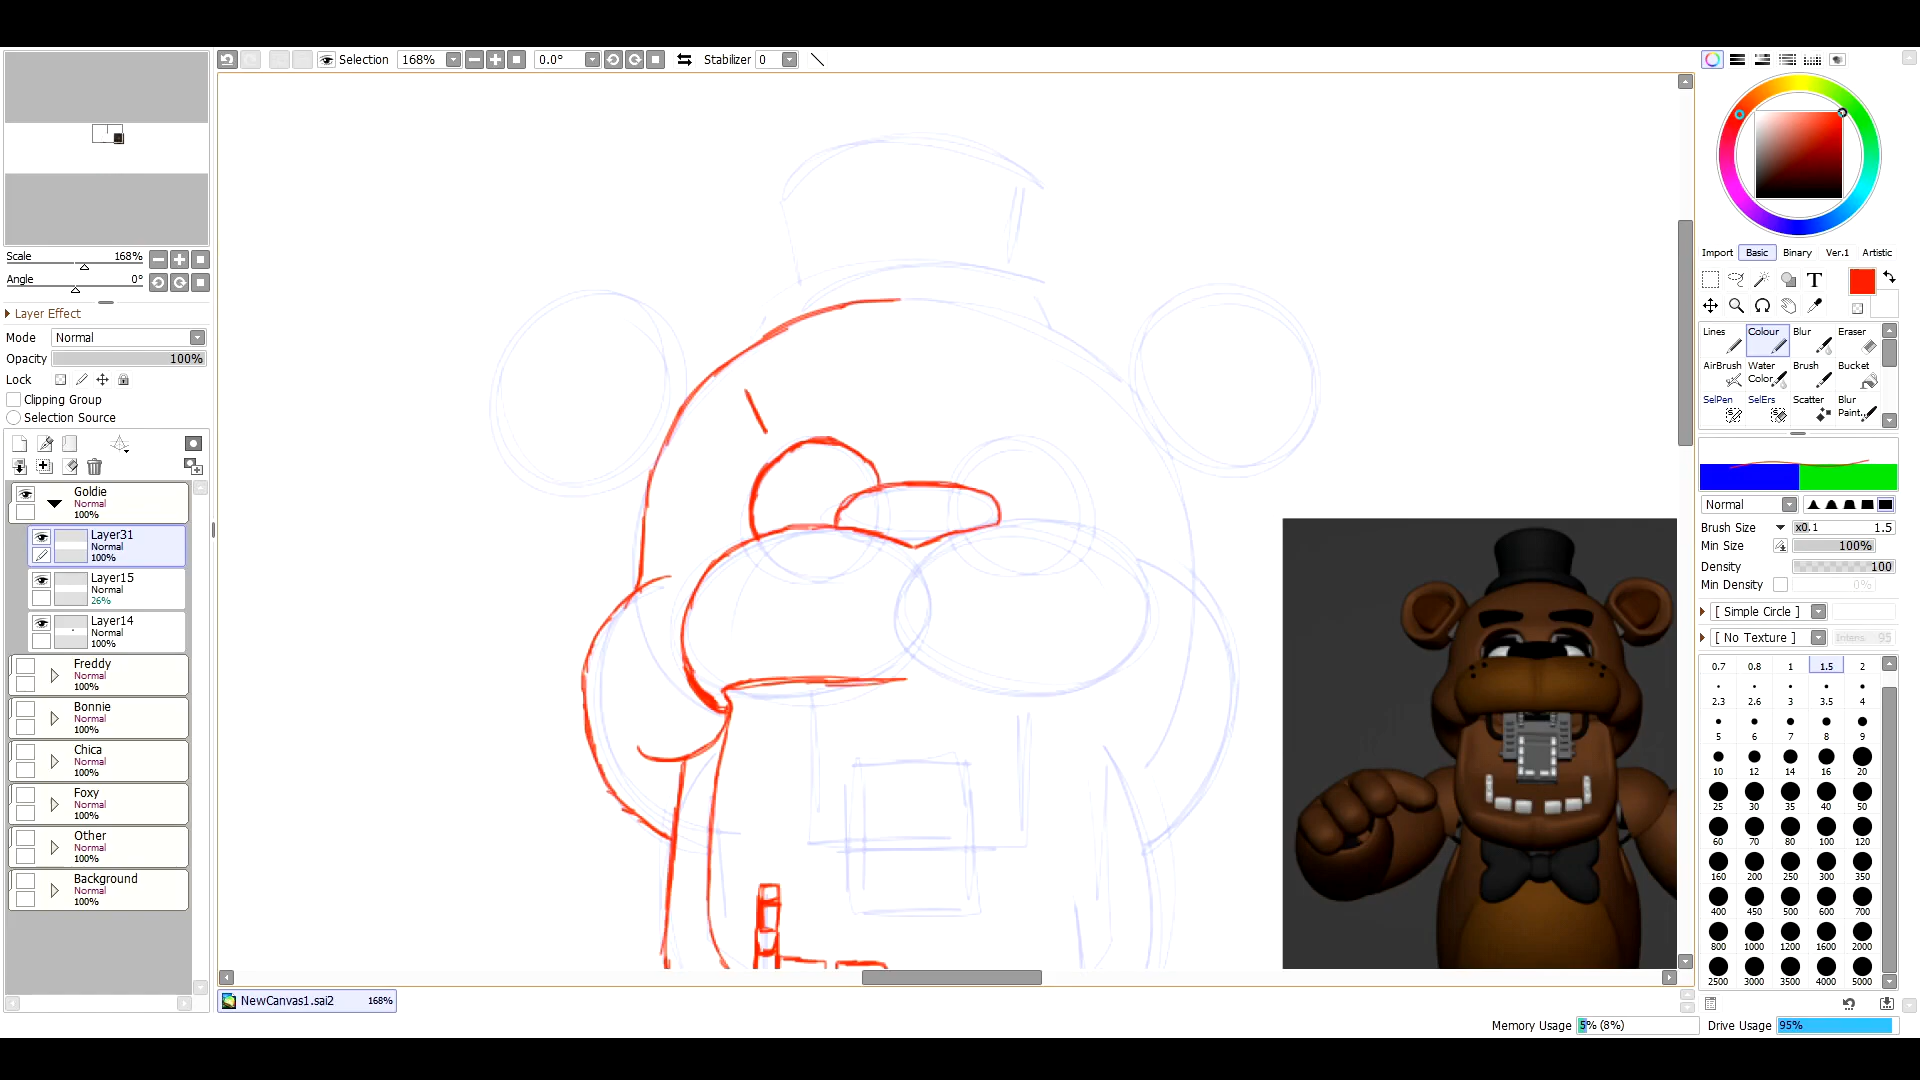 Selection 168% 0.0° Stabilizer 0
Scale 168%
Angle 0°
Layer Effect
Mode Normal
Opacity 100%
Lock
Clipping Group
Selection Source
Goldie
Normal
100%
Layer31
Normal
100%
Layer15
Normal
26%
Layer14
Normal
100%
Freddy
Normal
100%
Bonnie
Normal
100%
Chica
Normal
100%
Foxy
Normal
100%
Other
Normal
100%
Background
Normal
100%
NewCanvas1.sai2 168%
Import Basic Binary Ver.1 Artistic
T
Lines Colour Blur Eraser
AirBrush Water Color Brush Bucket
SelPen SelErs Scatter Blur Paint..
Normal
Brush Size x0.1 1.5
Min Size 100%
Density 100
Min Density 0%
[ Simple Circle ]
[ No Texture ] Intens. 95
0.7 0.8 1 1.5 2
2.3 2.6 3 3.5 4
5 6 7 8 9
10 12 14 16 20
25 30 35 40 50
60 70 80 100 120
160 200 250 300 350
400 450 500 600 700
800 1000 1200 1600 2000
2500 3000 3500 4000 5000
Memory Usage 5% (8%) Drive Usage 95%